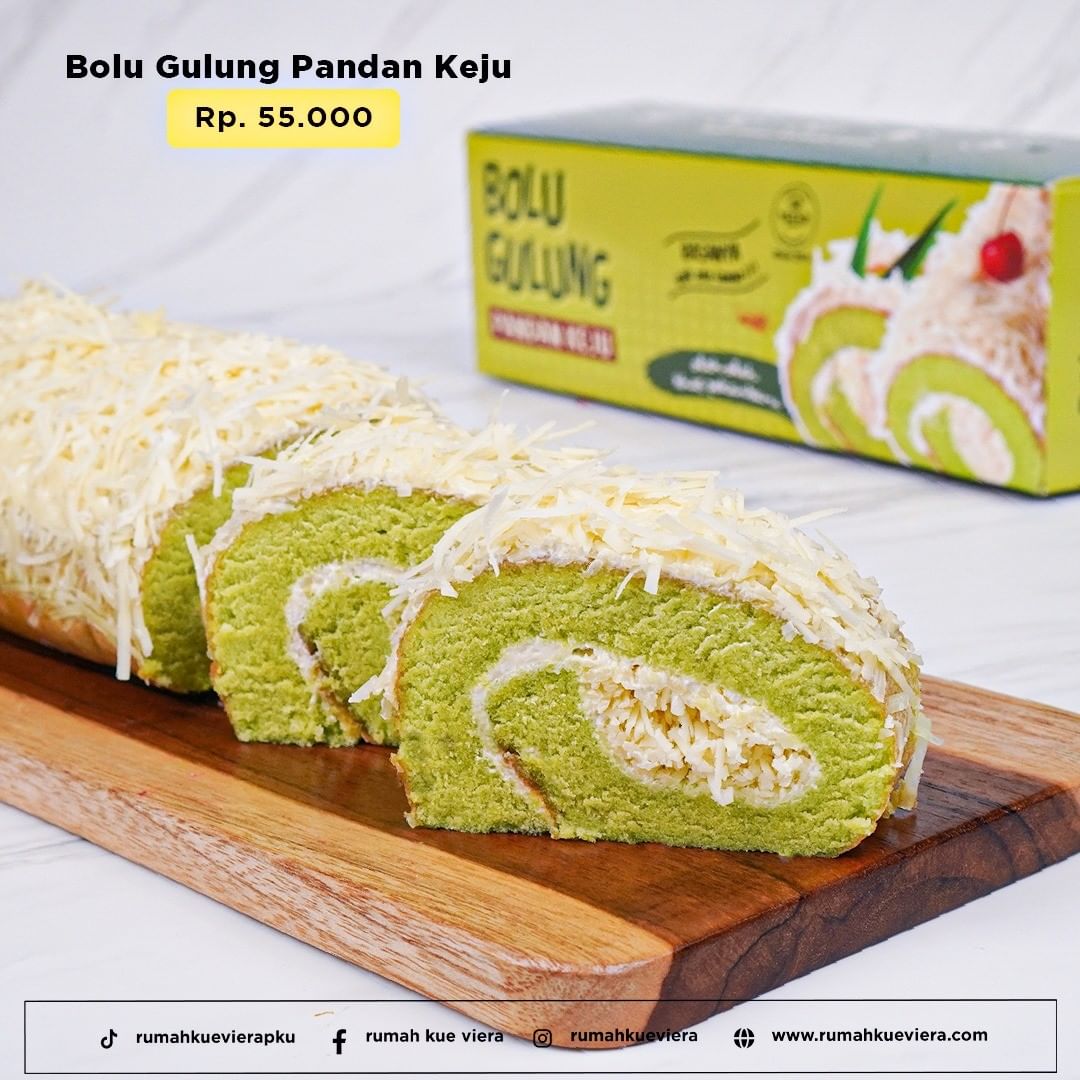 Bolu Gulung Pandan Keju
Rp. 55.000
BOLU
GULUNG
PANDAN KEJU
rumahkuevierapku
rumah kue viera
rumahkueviera
www.rumahkueviera.com